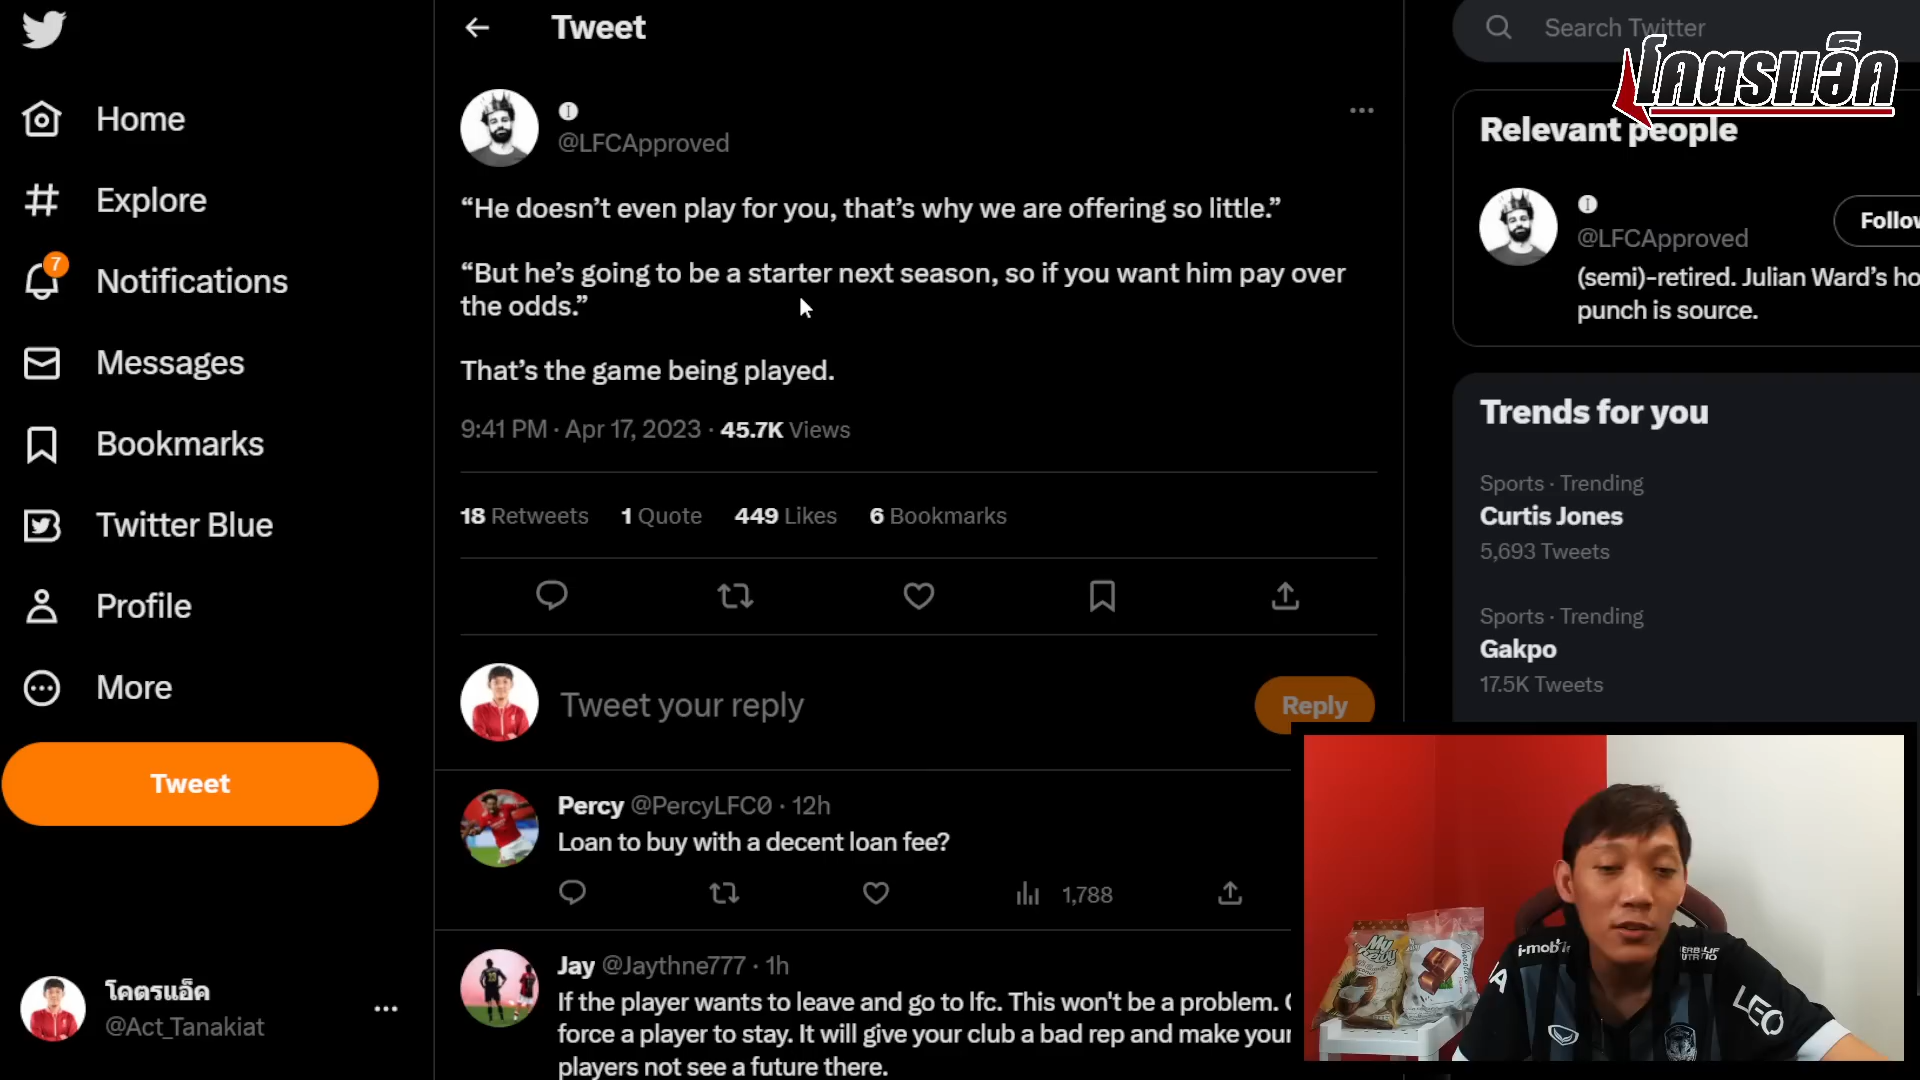 Tweet
Search Twitter
โคตรแอ็ค
Home
Explore
7
Notifications
Messages
Bookmarks
Twitter Blue
Profile
More
Tweet
โคตรแอ็ค
@Act_Tanakiat
@LFCApproved
“He doesn’t even play for you, that’s why we are offering so little.”
“But he’s going to be a starter next season, so if you want him pay over
the odds.”
That’s the game being played.
9:41 PM · Apr 17, 2023 · 45.7K Views
18 Retweets 1 Quote 449 Likes 6 Bookmarks
Tweet your reply
Reply
Percy @PercyLFC0 · 12h
Loan to buy with a decent loan fee?
1,788
Jay @Jaythne777 · 1h
If the player wants to leave and go to lfc. This won't be a problem.
force a player to stay. It will give your club a bad rep and make your
players not see a future there.
Relevant people
@LFCApproved
Follow
(semi)-retired. Julian Ward’s
punch is source.
Trends for you
Sports · Trending
Curtis Jones
5,693 Tweets
Sports · Trending
Gakpo
17.5K Tweets
My
i-mobile
LEO